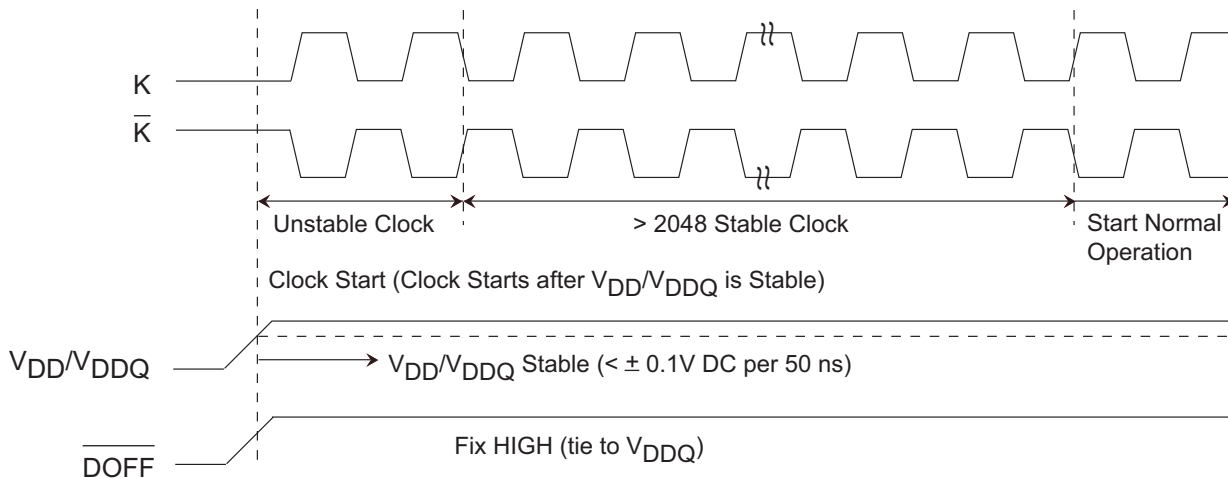 K
K̅
Unstable Clock
> 2048 Stable Clock
Start Normal
Operation
Clock Start (Clock Starts after VDD/VDDQ is Stable)
VDD/VDDQ
VDD/VDDQ Stable (< ± 0.1V DC per 50 ns)
D̅O̅F̅F̅
Fix HIGH (tie to VDDQ)